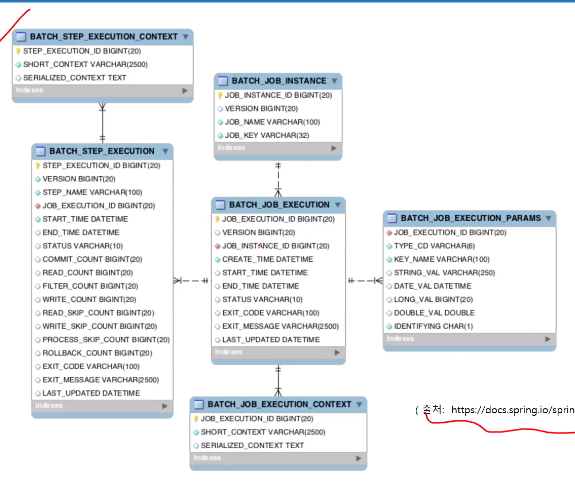 BATCH_STEP_EXECUTION_CONTEXT
STEP_EXECUTION_ID BIGINT(20)
SHORT_CONTEXT VARCHAR(2500)
SERIALIZED_CONTEXT TEXT
Indexes
BATCH_JOB_INSTANCE
JOB_INSTANCE_ID BIGINT(20)
VERSION BIGINT(20)
JOB_NAME VARCHAR(100)
JOB_KEY VARCHAR(32)
Indexes
BATCH_STEP_EXECUTION
STEP_EXECUTION_ID BIGINT(20)
VERSION BIGINT(20)
STEP_NAME VARCHAR(100)
JOB_EXECUTION_ID BIGINT(20)
START_TIME DATETIME
END_TIME DATETIME
STATUS VARCHAR(10)
COMMIT_COUNT BIGINT(20)
READ_COUNT BIGINT(20)
FILTER_COUNT BIGINT(20)
WRITE_COUNT BIGINT(20)
READ_SKIP_COUNT BIGINT(20)
WRITE_SKIP_COUNT BIGINT(20)
PROCESS_SKIP_COUNT BIGINT(20)
ROLLBACK_COUNT BIGINT(20)
EXIT_CODE VARCHAR(100)
EXIT_MESSAGE VARCHAR(2500)
LAST_UPDATED DATETIME
Indexes
BATCH_JOB_EXECUTION
JOB_EXECUTION_ID BIGINT(20)
VERSION BIGINT(20)
JOB_INSTANCE_ID BIGINT(20)
CREATE_TIME DATETIME
START_TIME DATETIME
END_TIME DATETIME
STATUS VARCHAR(10)
EXIT_CODE VARCHAR(100)
EXIT_MESSAGE VARCHAR(2500)
LAST_UPDATED DATETIME
Indexes
BATCH_JOB_EXECUTION_PARAMS
JOB_EXECUTION_ID BIGINT(20)
TYPE_CD VARCHAR(6)
KEY_NAME VARCHAR(100)
STRING_VAL VARCHAR(250)
DATE_VAL DATETIME
LONG_VAL BIGINT(20)
DOUBLE_VAL DOUBLE
IDENTIFYING CHAR(1)
Indexes
BATCH_JOB_EXECUTION_CONTEXT
JOB_EXECUTION_ID BIGINT(20)
SHORT_CONTEXT VARCHAR(2500)
SERIALIZED_CONTEXT TEXT
Indexes
( 출처: https://docs.spring.io/sprin